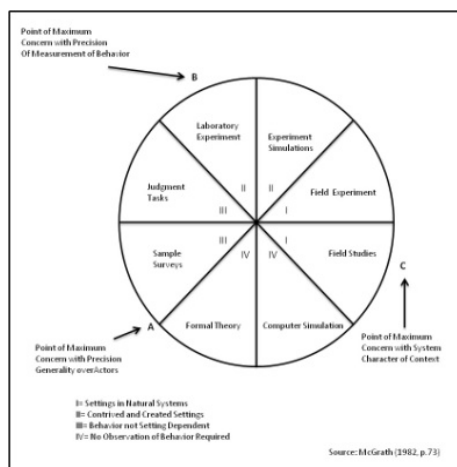 Point of Maximum
Concern with Precision
Of Measurement of Behavior
B
Laboratory
Experiment
Experiment
Simulations
Judgment
Tasks
II
II
Field Experiment
III
I
III
I
Sample
Surveys
IV
IV
Field Studies
C
A
Formal Theory
Computer Simulation
Point of Maximum
Concern with Precision
Generality over Actors
Point of Maximum
Concern with System
Character of Context
I= Settings in Natural Systems
II= Contrived and Created Settings
III= Behavior not Setting Dependent
IV= No Observation of Behavior Required
Source: McGrath (1982, p.73)